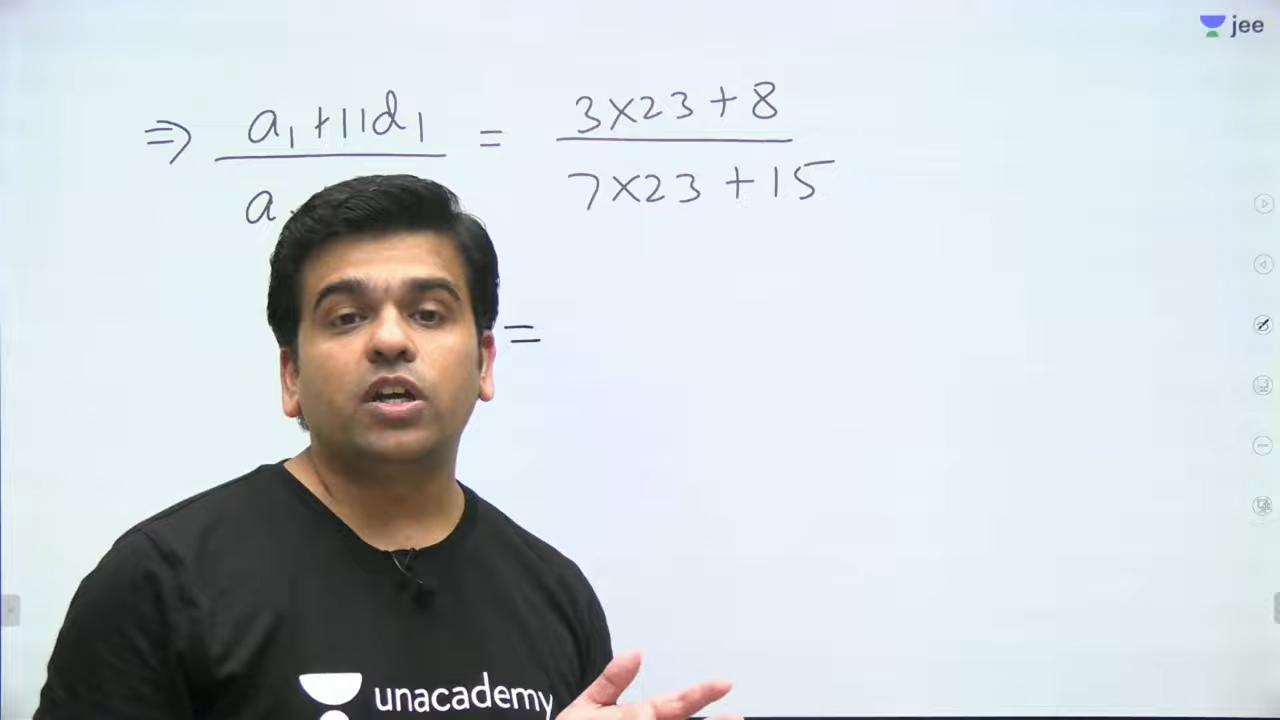 jee
⇒ a₁ + 11d₁ = 3×23 + 8
a 7×23 + 15
=
unacademy